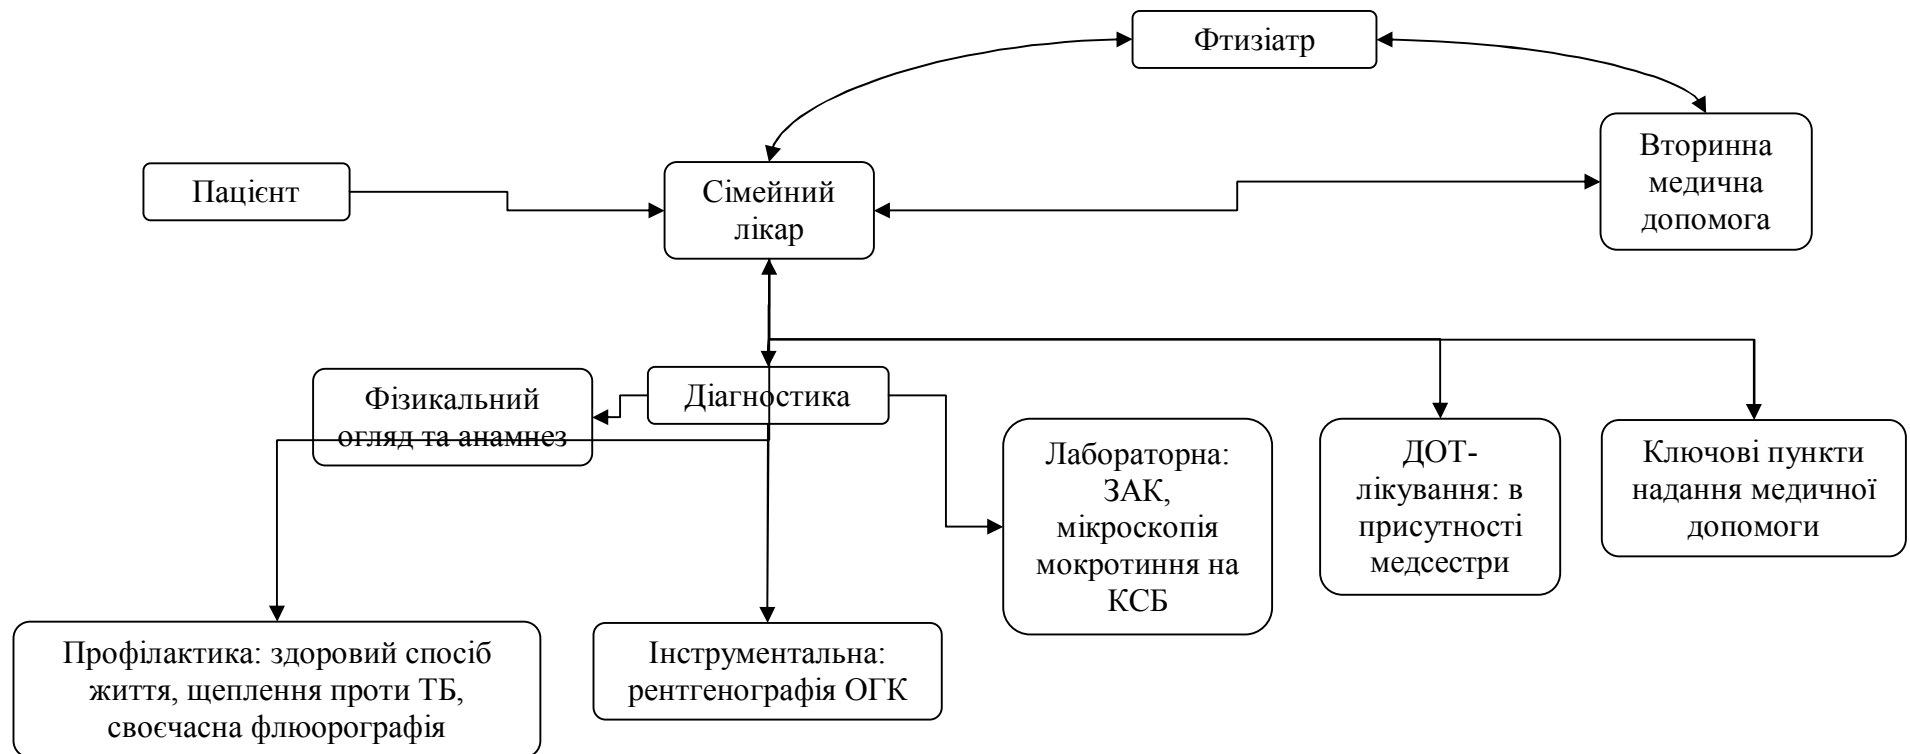 Фтизіатр
Вторинна
медична
допомога
Пацієнт
Сімейний
лікар
Фізикальний
огляд та анамнез
Діагностика
Лабораторна:
ЗАК,
мікроскопія
мокротиння на
КСБ
ДОТ-
лікування: в
присутності
медсестри
Ключові пункти
надання медичної
допомоги
Профілактика: здоровий спосіб
життя, щеплення проти ТБ,
своєчасна флюорографія
Інструментальна:
рентгенографія ОГК